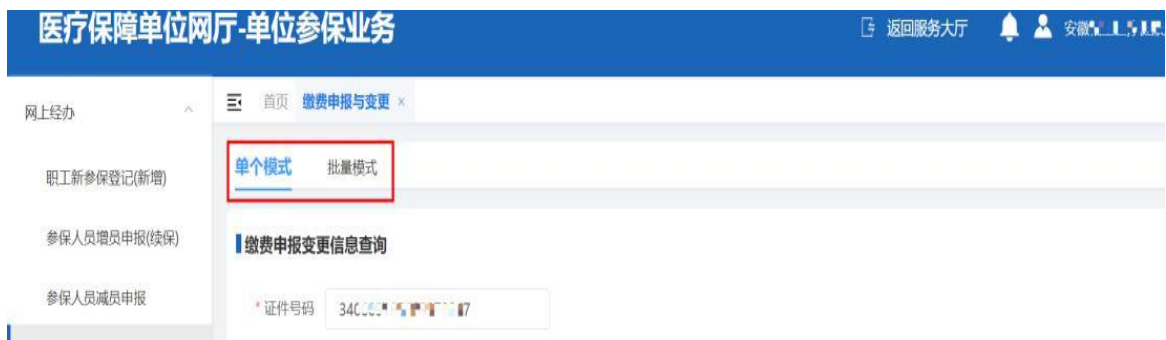 医疗保障单位网厅-单位参保业务
返回服务大厅
安徽
网上经办
首页 缴费申报与变更 ×
单个模式 批量模式
职工新参保登记(新增)
参保人员增员申报(续保)
缴费申报变更信息查询
参保人员减员申报
* 证件号码